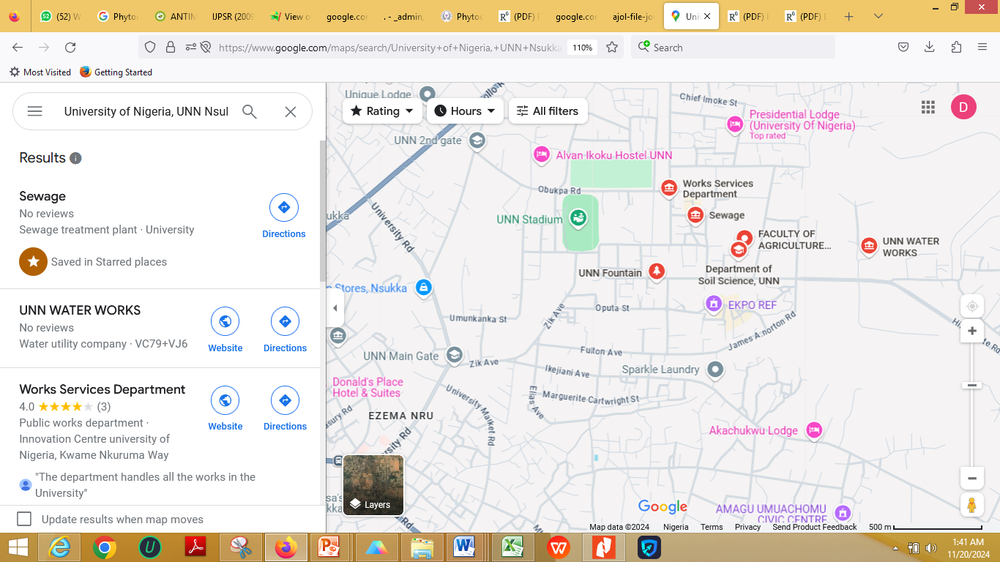 (52) W
Phyto
ANTIM
IJPSR (2009
View o
google.co
. - _admin,
Phytoc
(PDF)
google.co
ajol-file-jo
Uni
(PDF)
(PDF)
https://www.google.com/maps/search/University+of+Nigeria,+UNN+Nsukka
110%
Search
Most Visited
Getting Started
University of Nigeria, UNN Nsul
Results
Sewage
No reviews
Sewage treatment plant · University
Directions
Saved in Starred places
UNN WATER WORKS
No reviews
Water utility company · VC79+VJ6
Website
Directions
Works Services Department
4.0 ★★★★★ (3)
Public works department ·
Innovation Centre university of
Nigeria, Kwame Nkuruma Way
Website
Directions
"The department handles all the works in the
University"
Update results when map moves
Rating
Hours
All filters
D
Unique Lodge
Chief Imoke St
Presidential Lodge
(University Of Nigeria)
Top rated
UNN 2nd gate
Alvan Ikoku Hostel UNN
Works Services
Department
Obukpa Rd
ukka
University Rd
UNN Stadium
Sewage
FACULTY OF
AGRICULTURE...
UNN WATER
WORKS
UNN Fountain
Department of
Soil Science, UNN
Stores, Nsukka
EKPO REF
Umunkanka St
Zik Ave
Oputa St
James A.norton Rd
UNN Main Gate
Zik Ave
Fulton Ave
Ikejiani Ave
Sparkle Laundry
Donald's Place
Hotel & Suites
University Market Rd
Elias Ave
Marguerite Cartwright St
EZEMA NRU
Akachukwu Lodge
Layers
Google
AMAGU UMUACHOMU
CIVIC CENTRE
Map data ©2024
Nigeria
Terms
Privacy
Send Product Feedback
500 m
1:41 AM
11/20/2024